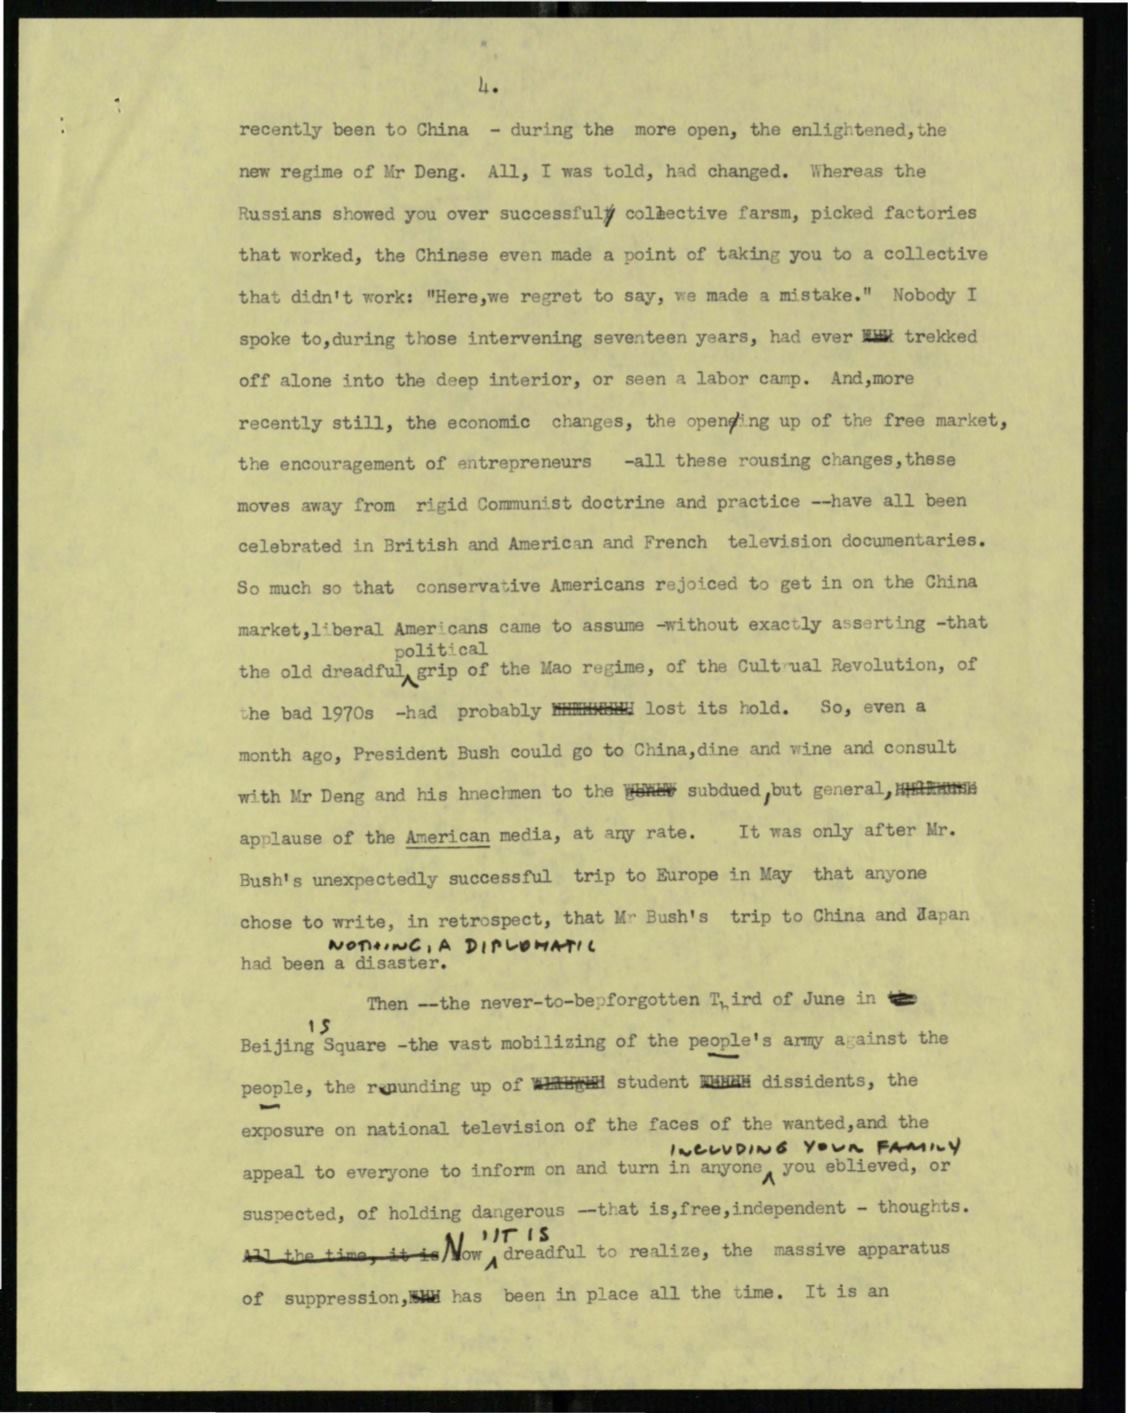 4.
recently been to China - during the more open, the enlightened,the
new regime of Mr Deng. All, I was told, had changed. Whereas the
Russians showed you over successful collective farsm, picked factories
that worked, the Chinese even made a point of taking you to a collective
that didn't work: "Here,we regret to say, we made a mistake." Nobody I
spoke to,during those intervening seventeen years, had ever trekked
off alone into the deep interior, or seen a labor camp. And,more
recently still, the economic changes, the opening up of the free market,
the encouragement of entrepreneurs -all these rousing changes,these
moves away from rigid Communist doctrine and practice --have all been
celebrated in British and American and French television documentaries.
So much so that conservative Americans rejoiced to get in on the China
market,liberal Americans came to assume -without exactly asserting -that
political
the old dreadful grip of the Mao regime, of the Cultual Revolution, of
the bad 1970s -had probably lost its hold. So, even a
month ago, President Bush could go to China,dine and wine and consult
with Mr Deng and his hnechmen to the subdued,but general,
applause of the American media, at any rate. It was only after Mr.
Bush's unexpectedly successful trip to Europe in May that anyone
chose to write, in retrospect, that Mr Bush's trip to China and Japan
NOTHING, A DIPLOMATIC
had been a disaster.
Then --the never-to-be forgotten Third of June in
'S
Beijing Square -the vast mobilizing of the people's army against the
people, the rounding up of student dissidents, the
exposure on national television of the faces of the wanted,and the
INCLUDING YOUR FAMILY
appeal to everyone to inform on and turn in anyone you eblieved, or
suspected, of holding dangerous --that is,free,independent - thoughts.
IT IS
All the time, it is Now dreadful to realize, the massive apparatus
of suppression, has been in place all the time. It is an